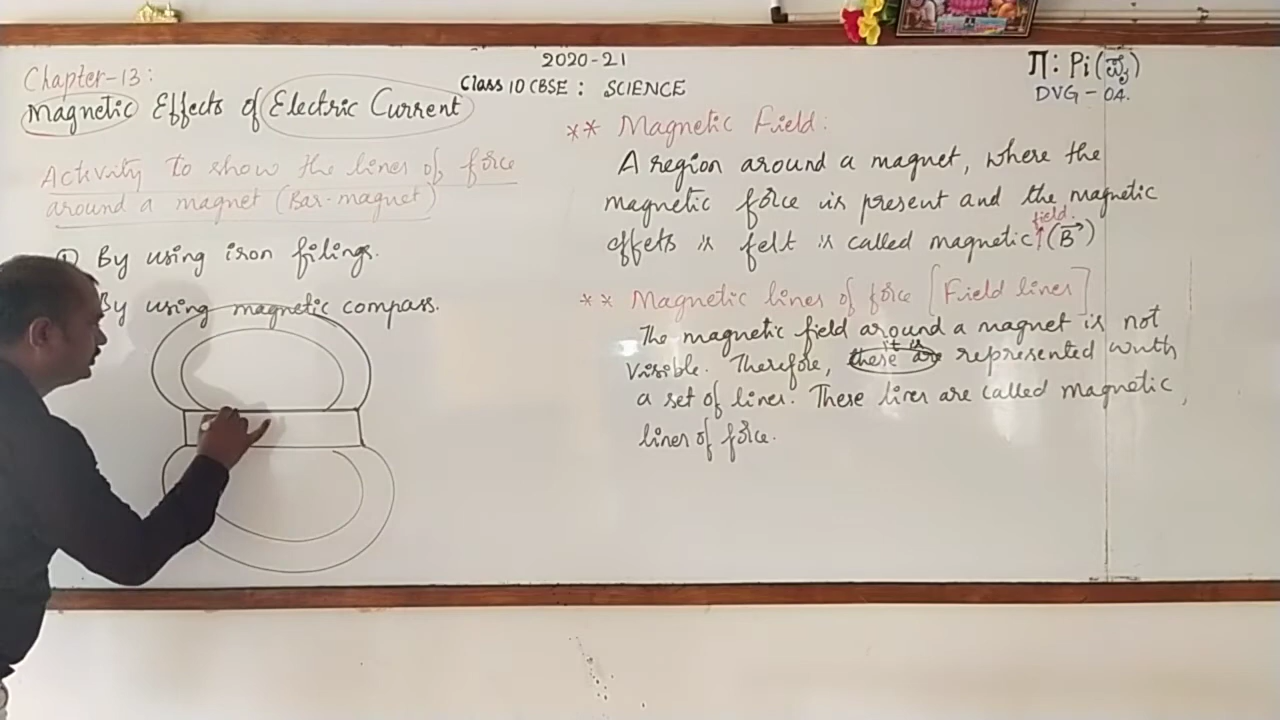 2020-21
Class 10 CBSE : SCIENCE
Π: Pi (
DVG - 04.
Chapter-13:
Magnetic Effects of Electric Current
Activity to show the lines of force
around a magnet (Bar-magnet)
① By using iron filings.
By using magnetic compass.
** Magnetic Field:
A region around a magnet, where the
magnetic force is present and the magnetic
effets is felt is called magnetic field. (B⃗)
** Magnetic lines of force [Field lines]
The magnetic field around a magnet is not
visible. Therefore, it is represented with
a set of lines. These lines are called magnetic
lines of force.